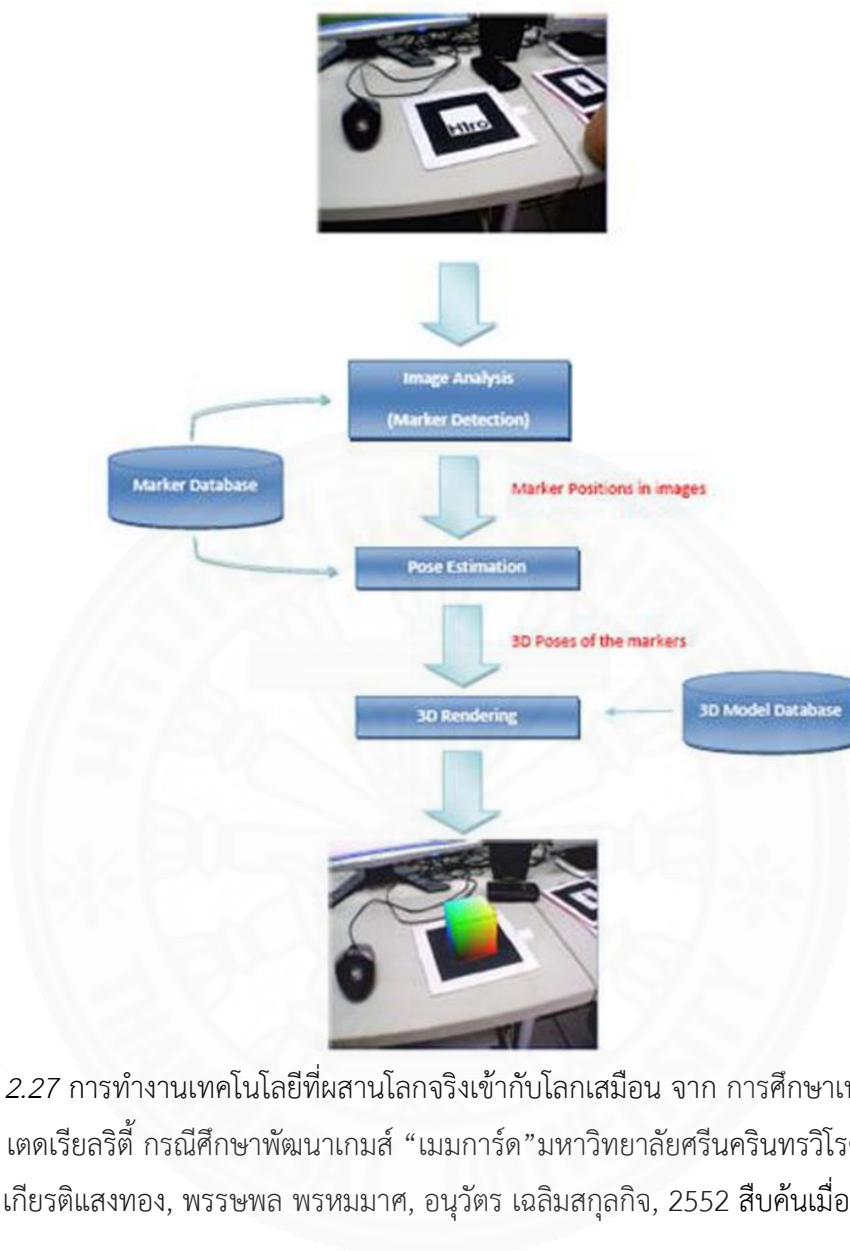 Hiro
Image Analysis
(Marker Detection)
Marker Database
Marker Positions in images
Pose Estimation
3D Poses of the markers
3D Rendering
3D Model Database
2.27 การทำงานเทคโนโลยีที่ผสานโลกจริงเข้ากับโลกเสมือน จาก การศึกษาเท
เตดเรียลริตี้ กรณีศึกษาพัฒนาเกมส์ “เมมการ์ด”มหาวิทยาลัยศรีนครินทรวิโร
เกียรติแสงทอง, พรรษพล พรหมมาศ, อนุวัตร เฉลิมสกุลกิจ, 2552 สืบค้นเมื่อ